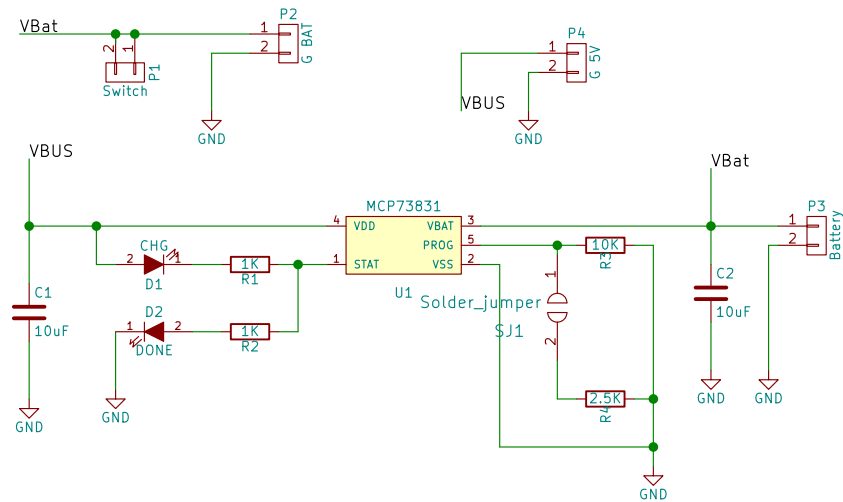 VBat
2
1
P1
Switch
P2
1
2
G BAT
GND
P4
1
2
G 5V
VBUS
GND
VBUS
VBat
MCP73831
4
VDD
VBAT
3
PROG
5
1
STAT
VSS
2
U1
CHG
2
1
D1
1K
R1
D2
1
2
DONE
1K
R2
C1
10uF
GND
GND
Solder_jumper
SJ1
1
2
10K
R3
2.5K
R4
GND
P3
1
2
Battery
C2
10uF
GND
GND